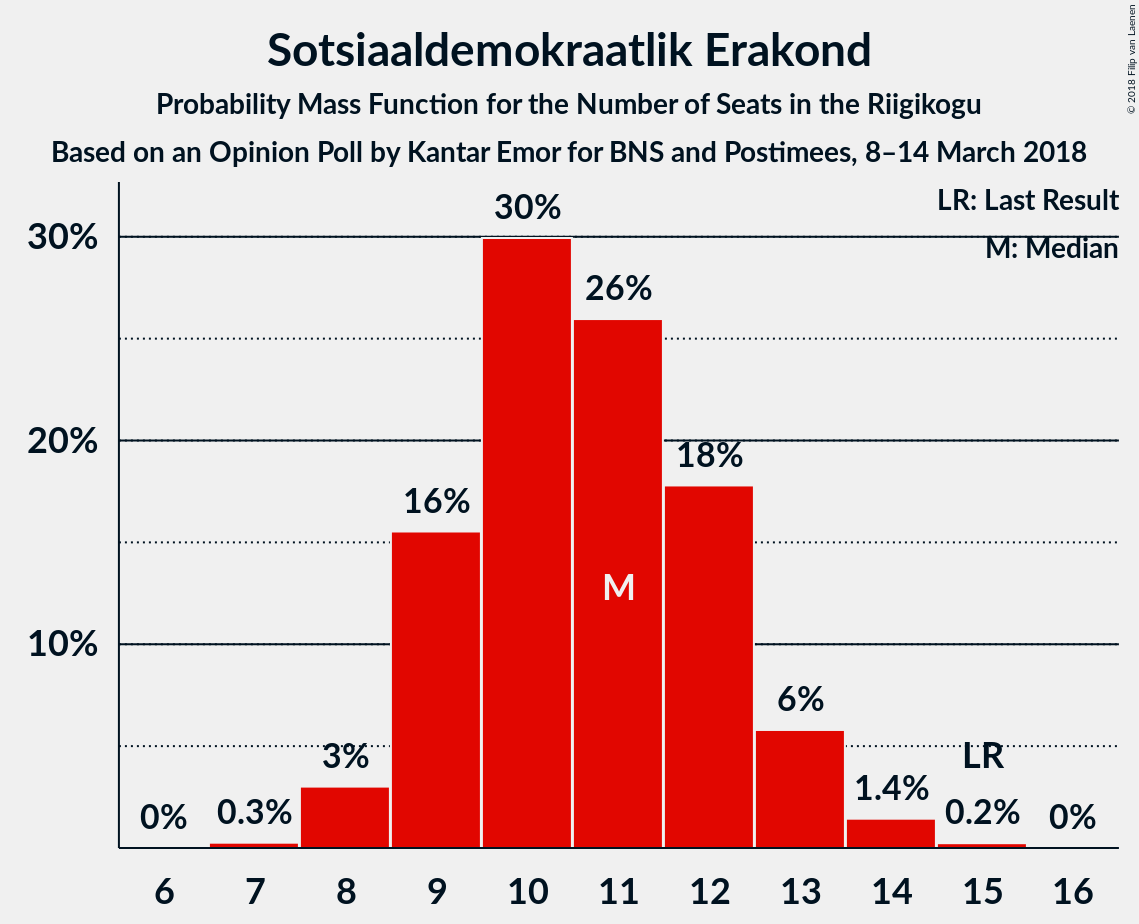 Sotsiaaldemokraatlik Erakond
Probability Mass Function for the Number of Seats in the Riigikogu
Based on an Opinion Poll by Kantar Emor for BNS and Postimees, 8–14 March 2018
© 2018 Filip van Laenen
LR: Last Result
M: Median
30%
20%
10%
0%
0.3%
3%
16%
30%
26%
18%
6%
1.4%
LR
0.2%
0%
M
6 7 8 9 10 11 12 13 14 15 16